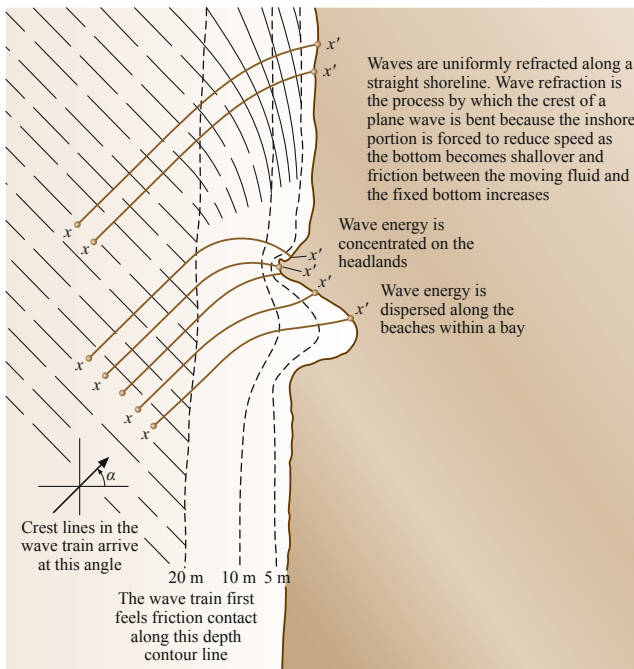 x'
x'
Waves are uniformly refracted along a
straight shoreline. Wave refraction is
the process by which the crest of a
plane wave is bent because the inshore
portion is forced to reduce speed as
the bottom becomes shallover and
friction between the moving fluid and
the fixed bottom increases
x
x
Wave energy is
concentrated on the
headlands
x'
x'
x'
x'
Wave energy is
dispersed along the
beaches within a bay
x
x
x
x
α
Crest lines in the
wave train arrive
at this angle
20 m 10 m 5 m
The wave train first
feels friction contact
along this depth
contour line